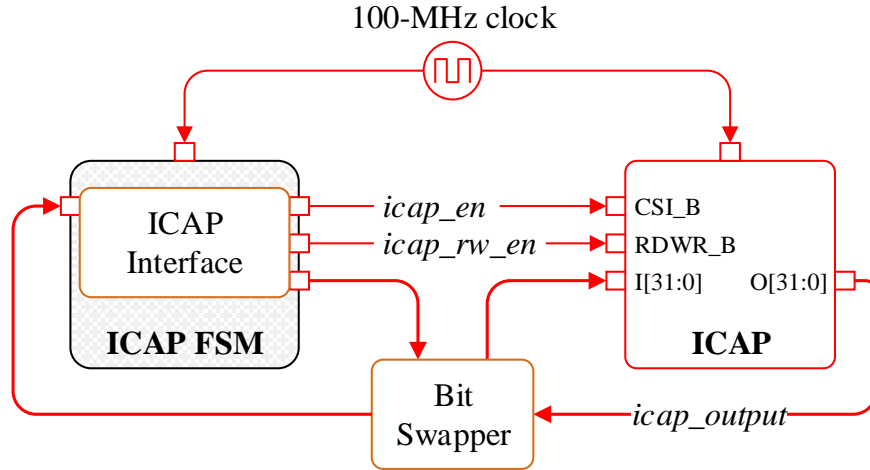 100-MHz clock
ICAP
Interface
ICAP FSM
icap_en
icap_rw_en
CSI_B
RDWR_B
I[31:0] O[31:0]
ICAP
Bit
Swapper
icap_output